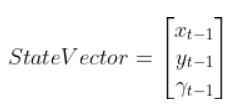 StateVector = [x_{t-1}
y_{t-1}
γ_{t-1}]